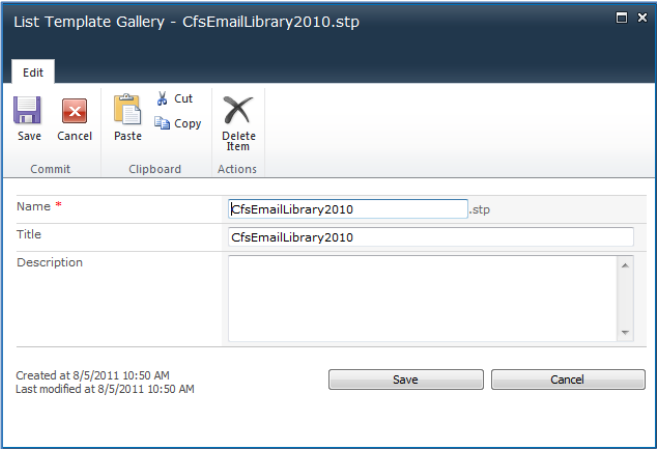 List Template Gallery - CfsEmailLibrary2010.stp
Edit
Save
Cancel
Paste
Cut
Copy
Delete
Item
Commit
Clipboard
Actions
Name *
CfsEmailLibrary2010
.stp
Title
CfsEmailLibrary2010
Description
Created at 8/5/2011 10:50 AM
Last modified at 8/5/2011 10:50 AM
Save
Cancel